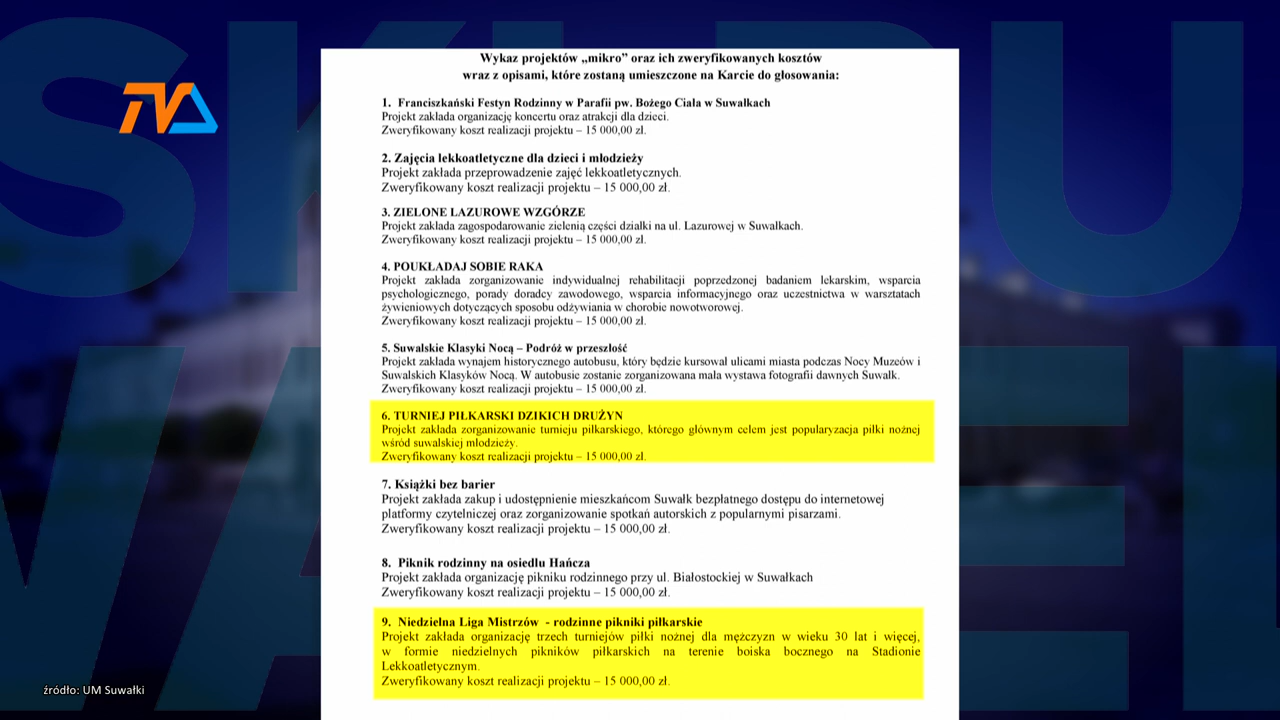 Wykaz projektów „mikro” oraz ich zweryfikowanych kosztów
wraz z opisami, które zostaną umieszczone na Karcie do głosowania:
TVA
1. Franciszkański Festyn Rodzinny w Parafii pw. Bożego Ciała w Suwałkach
Projekt zakłada organizację koncertu oraz atrakcji dla dzieci.
Zweryfikowany koszt realizacji projektu – 15 000,00 zł.
2. Zajęcia lekkoatletyczne dla dzieci i młodzieży
Projekt zakłada przeprowadzenie zajęć lekkoatletycznych.
Zweryfikowany koszt realizacji projektu – 15 000,00 zł.
3. ZIELONE LAZUROWE WZGÓRZE
Projekt zakłada zagospodarowanie zielenią części działki na ul. Lazurowej w Suwałkach.
Zweryfikowany koszt realizacji projektu – 15 000,00 zł.
4. POUKŁADAJ SOBIE RAKA
Projekt zakłada zorganizowanie indywidualnej rehabilitacji poprzedzonej badaniem lekarskim, wsparcia
psychologicznego, porady doradcy zawodowego, wsparcia informacyjnego oraz uczestnictwa w warsztatach
żywieniowych dotyczących sposobu odżywiania w chorobie nowotworowej.
Zweryfikowany koszt realizacji projektu – 15 000,00 zł.
5. Suwalskie Klasyki Nocą – Podróż w przeszłość
Projekt zakłada wynajem historycznego autobusu, który będzie kursował ulicami miasta podczas Nocy Muzeów i
Suwalskich Klasyków Nocą. W autobusie zostanie zorganizowana mała wystawa fotografii dawnych Suwałk.
Zweryfikowany koszt realizacji projektu – 15 000,00 zł.
6. TURNIEJ PIŁKARSKI DZIKICH DRUŻYN
Projekt zakłada zorganizowanie turnieju piłkarskiego, którego głównym celem jest popularyzacja piłki nożnej
wśród suwalskiej młodzieży.
Zweryfikowany koszt realizacji projektu – 15 000,00 zł.
7. Książki bez barier
Projekt zakłada zakup i udostępnienie mieszkańcom Suwałk bezpłatnego dostępu do internetowej
platformy czytelniczej oraz zorganizowanie spotkań autorskich z popularnymi pisarzami.
Zweryfikowany koszt realizacji projektu – 15 000,00 zł.
8. Piknik rodzinny na osiedlu Hańcza
Projekt zakłada organizację pikniku rodzinnego przy ul. Białostockiej w Suwałkach
Zweryfikowany koszt realizacji projektu – 15 000,00 zł.
9. Niedzielna Liga Mistrzów - rodzinne pikniki piłkarskie
Projekt zakłada organizację trzech turniejów piłki nożnej dla mężczyzn w wieku 30 lat i więcej,
w formie niedzielnych pikników piłkarskich na terenie boiska bocznego na Stadionie
Lekkoatletycznym.
Zweryfikowany koszt realizacji projektu – 15 000,00 zł.
źródło: UM Suwałki